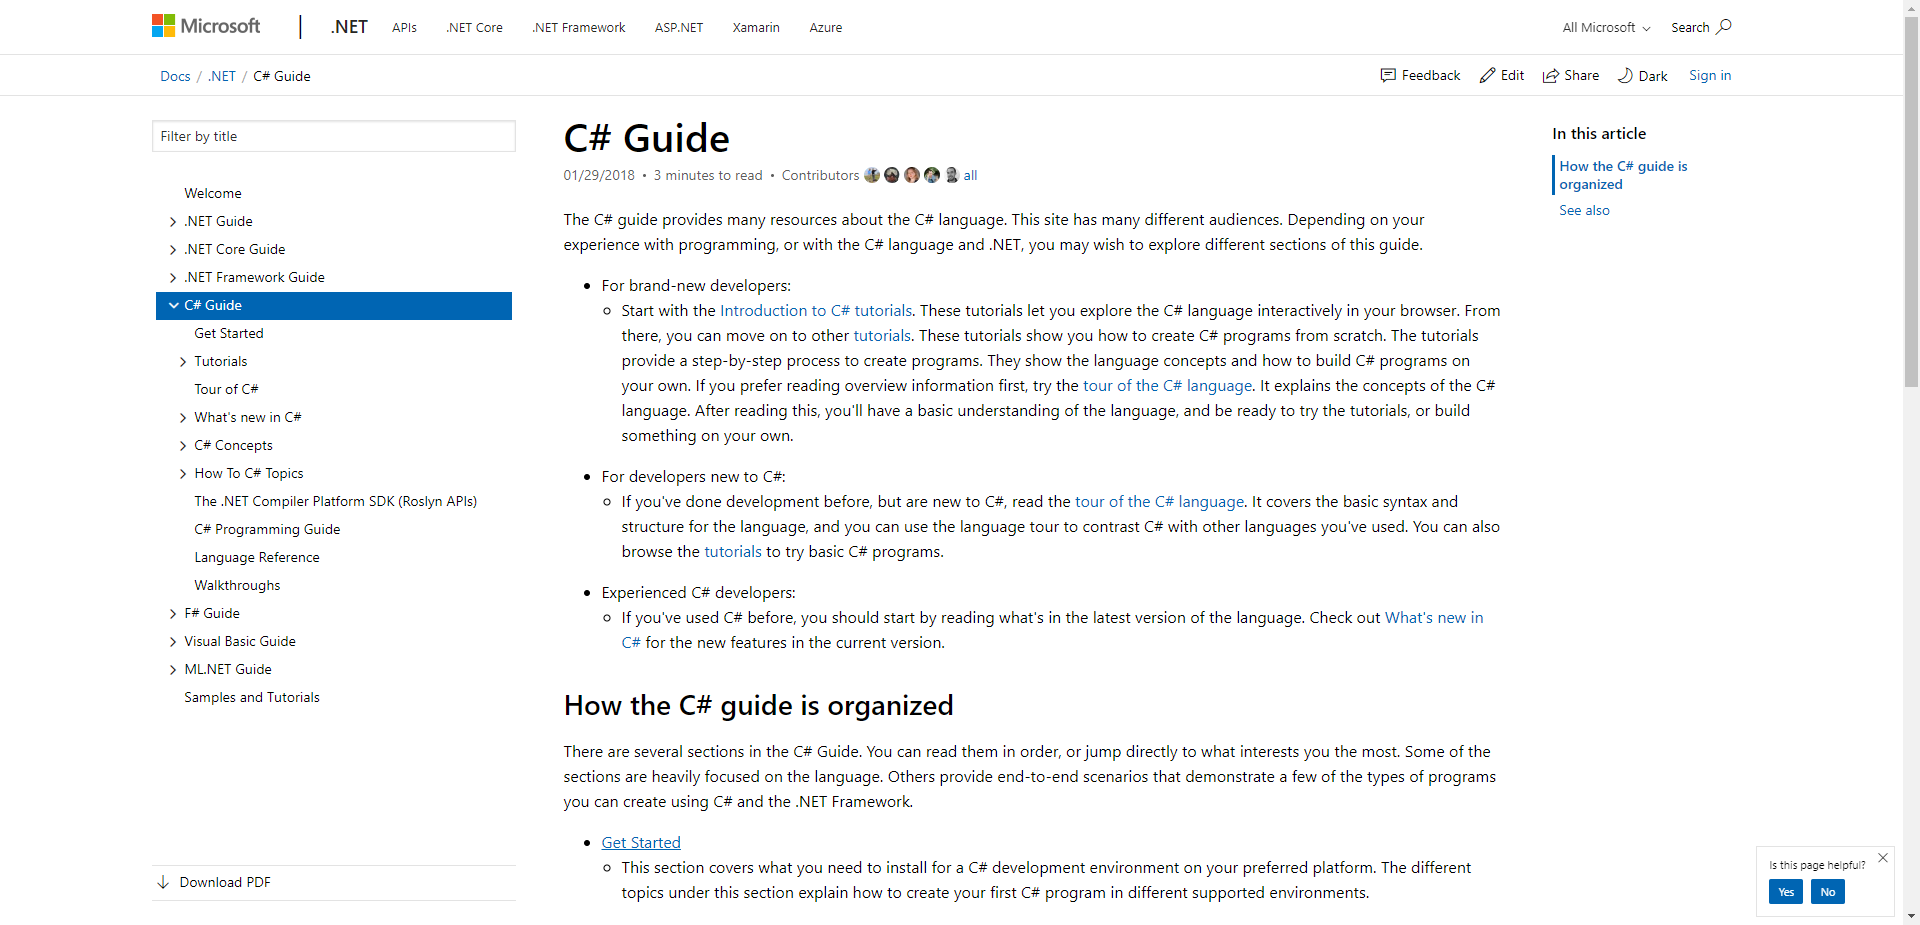 Microsoft
.NET
APIs
.NET Core
.NET Framework
ASP.NET
Xamarin
Azure
All Microsoft
Search
Docs / .NET / C# Guide
Feedback
Edit
Share
Dark
Sign in
Filter by title
Welcome
.NET Guide
.NET Core Guide
.NET Framework Guide
C# Guide
Get Started
Tutorials
Tour of C#
What's new in C#
C# Concepts
How To C# Topics
The .NET Compiler Platform SDK (Roslyn APIs)
C# Programming Guide
Language Reference
Walkthroughs
F# Guide
Visual Basic Guide
ML.NET Guide
Samples and Tutorials
Download PDF
C# Guide
01/29/2018 • 3 minutes to read • Contributors all
The C# guide provides many resources about the C# language. This site has many different audiences. Depending on your
experience with programming, or with the C# language and .NET, you may wish to explore different sections of this guide.
• For brand-new developers:
Start with the Introduction to C# tutorials. These tutorials let you explore the C# language interactively in your browser. From
there, you can move on to other tutorials. These tutorials show you how to create C# programs from scratch. The tutorials
provide a step-by-step process to create programs. They show the language concepts and how to build C# programs on
your own. If you prefer reading overview information first, try the tour of the C# language. It explains the concepts of the C#
language. After reading this, you'll have a basic understanding of the language, and be ready to try the tutorials, or build
something on your own.
• For developers new to C#:
If you've done development before, but are new to C#, read the tour of the C# language. It covers the basic syntax and
structure for the language, and you can use the language tour to contrast C# with other languages you've used. You can also
browse the tutorials to try basic C# programs.
• Experienced C# developers:
If you've used C# before, you should start by reading what's in the latest version of the language. Check out What's new in
C# for the new features in the current version.
How the C# guide is organized
There are several sections in the C# Guide. You can read them in order, or jump directly to what interests you the most. Some of the
sections are heavily focused on the language. Others provide end-to-end scenarios that demonstrate a few of the types of programs
you can create using C# and the .NET Framework.
• Get Started
This section covers what you need to install for a C# development environment on your preferred platform. The different
topics under this section explain how to create your first C# program in different supported environments.
In this article
How the C# guide is
organized
See also
Is this page helpful?
Yes
No